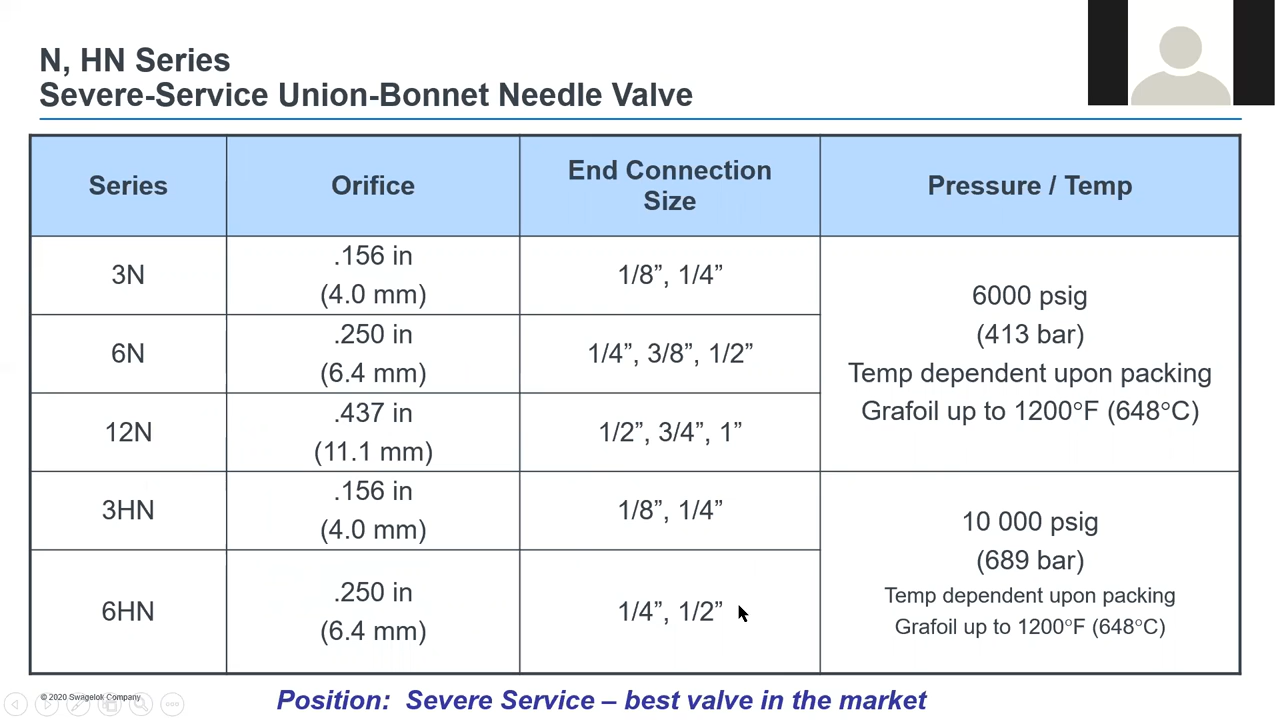 N, HN Series
Severe-Service Union-Bonnet Needle Valve
Series
Orifice
End Connection
Size
Pressure / Temp
3N
.156 in
(4.0 mm)
1/8”, 1/4”
6000 psig
(413 bar)
Temp dependent upon packing
Grafoil up to 1200°F (648°C)
6N
.250 in
(6.4 mm)
1/4”, 3/8”, 1/2”
12N
.437 in
(11.1 mm)
1/2”, 3/4”, 1”
3HN
.156 in
(4.0 mm)
1/8”, 1/4”
10 000 psig
(689 bar)
Temp dependent upon packing
Grafoil up to 1200°F (648°C)
6HN
.250 in
(6.4 mm)
1/4”, 1/2”
© 2020 Swagelok Company
Position: Severe Service – best valve in the market